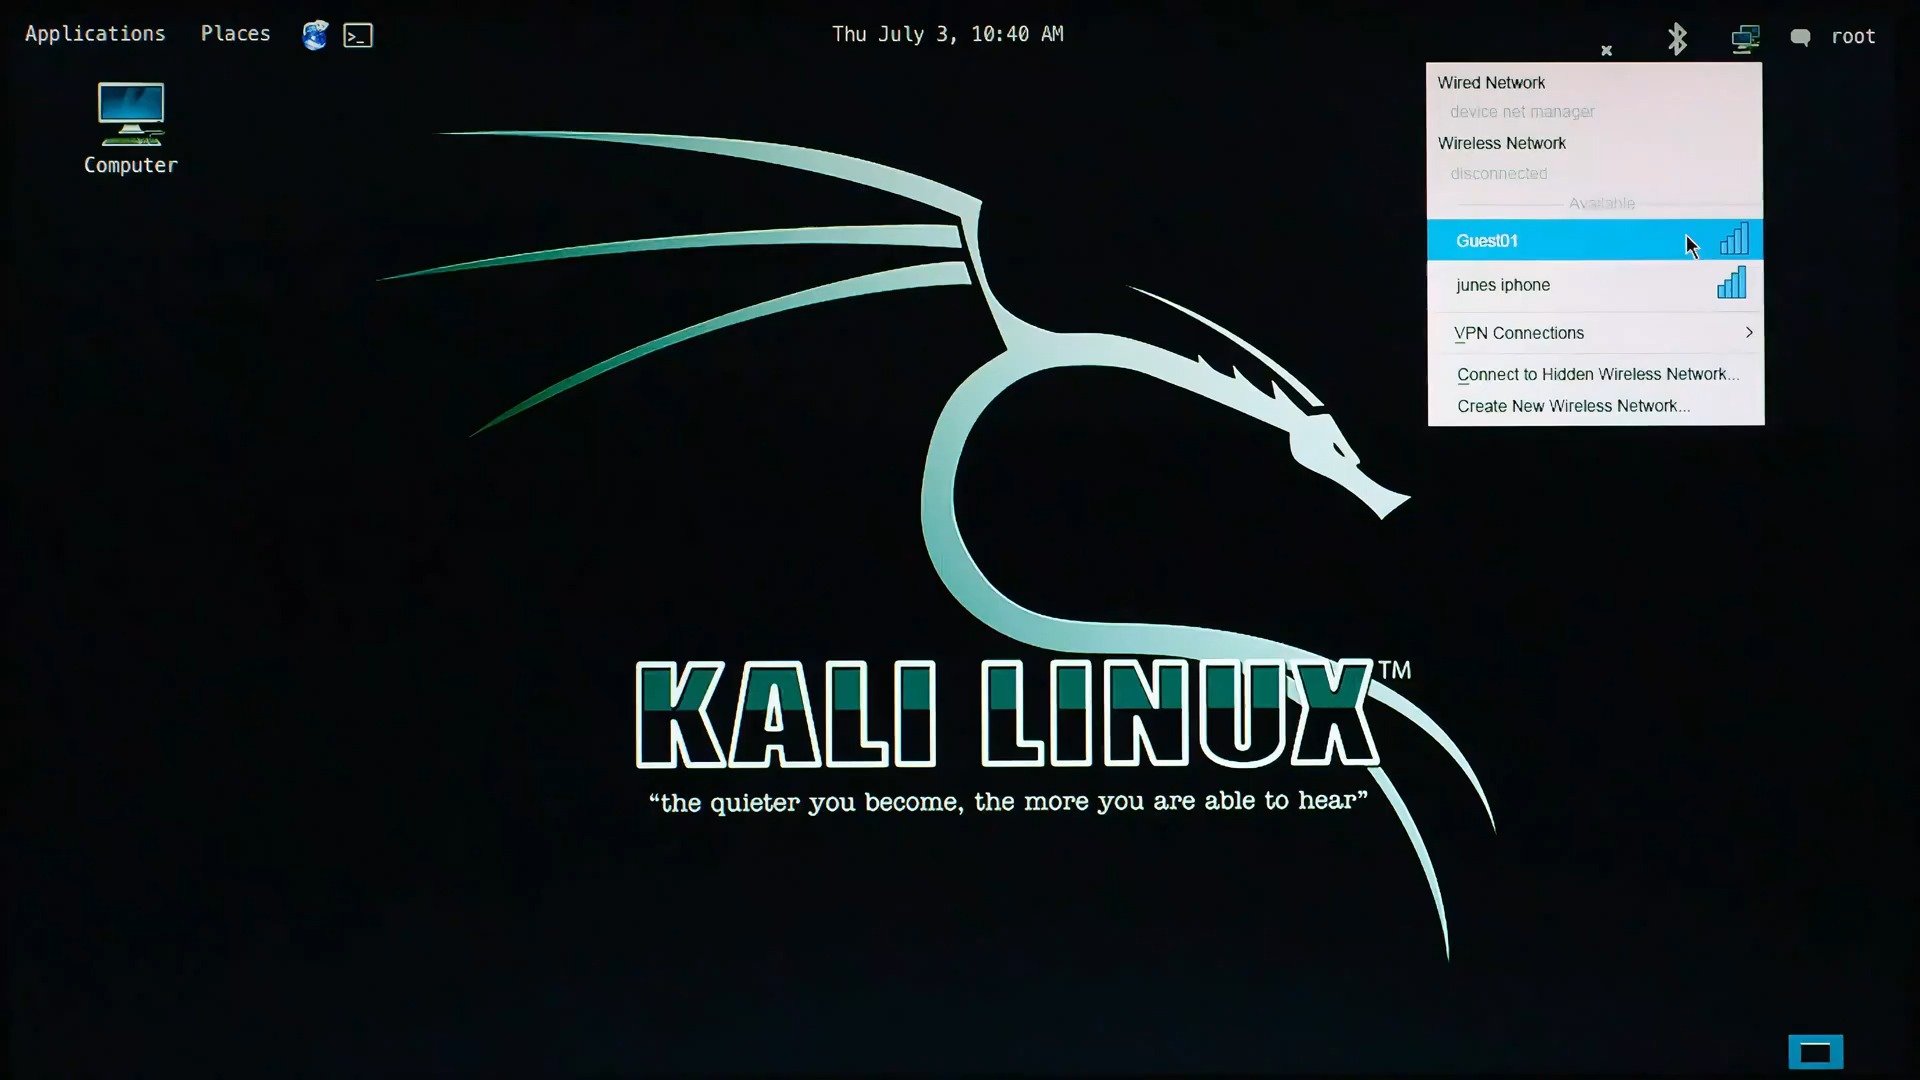 Applications Places Thu July 3, 10:40 AM root
Computer
Wired Network
device net manager
Wireless Network
disconnected
Available
Guest01
junes iphone
VPN Connections
Connect to Hidden Wireless Network...
Create New Wireless Network...
KALI LINUX™
“the quieter you become, the more you are able to hear”